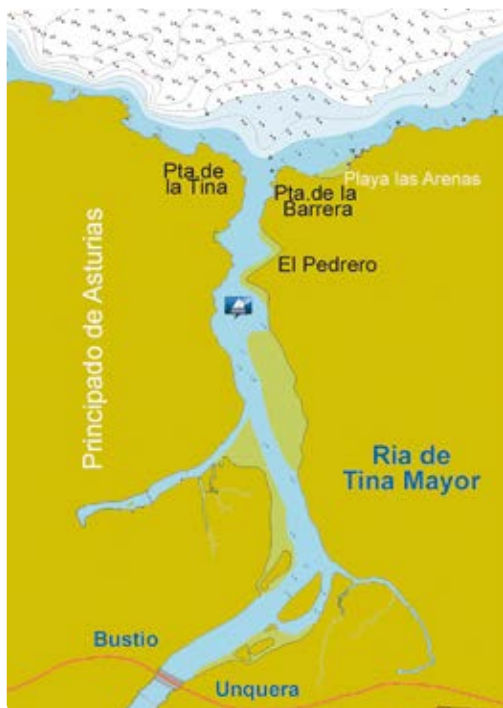 Pta.de
la Tina
Pta.de la
Barrera
Playa las Arenas
El Pedrero
Principado de Asturias
Ria de
Tina Mayor
Bustio
Unquera